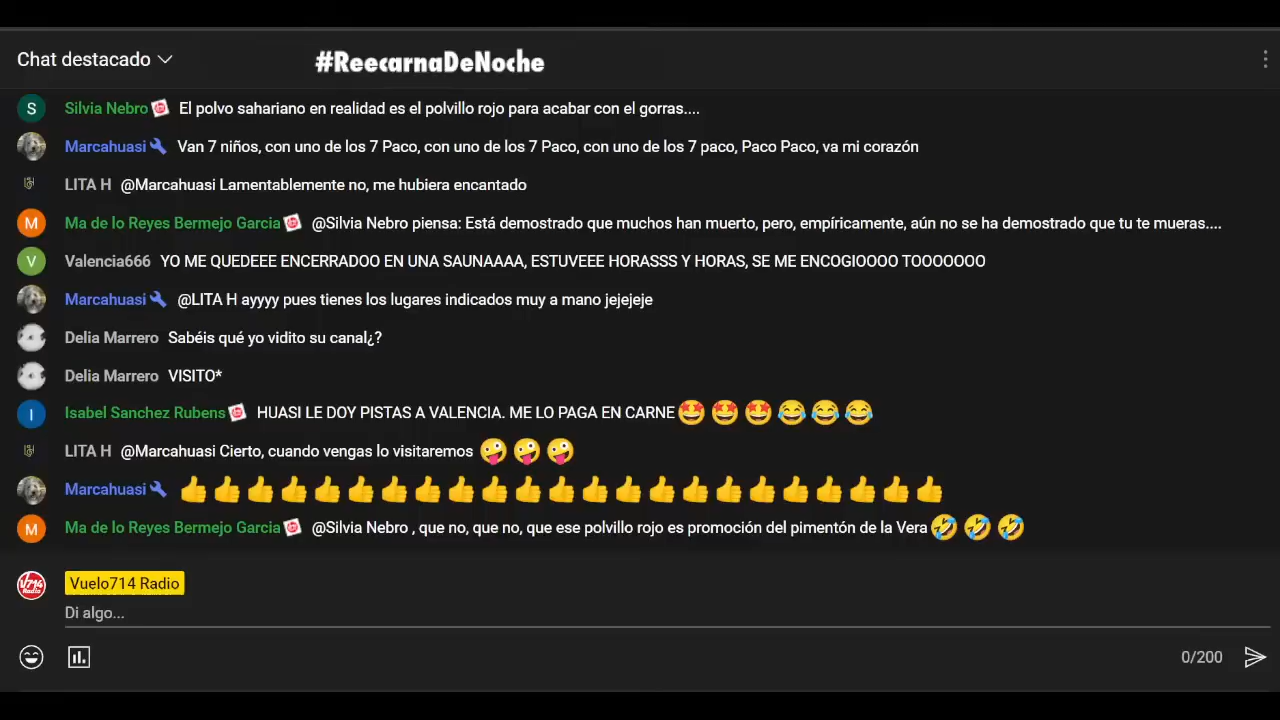 Chat destacado
#ReecarnaDeNoche
S Silvia Nebro El polvo sahariano en realidad es el polvillo rojo para acabar con el gorras....
Marcahuasi Van 7 niños, con uno de los 7 Paco, con uno de los 7 Paco, con uno de los 7 paco, Paco Paco, va mi corazón
LITA H @Marcahuasi Lamentablemente no, me hubiera encantado
M Ma de lo Reyes Bermejo Garcia @Silvia Nebro piensa: Está demostrado que muchos han muerto, pero, empíricamente, aún no se ha demostrado que tu te mueras....
V Valencia666 YO ME QUEDEEE ENCERRADOO EN UNA SAUNAAAA, ESTUVEEE HORASSS Y HORAS, SE ME ENCOGIOOOO TOOOOOOO
Marcahuasi @LITA H ayyyy pues tienes los lugares indicados muy a mano jejejeje
Delia Marrero Sabéis qué yo vidito su canal¿?
Delia Marrero VISITO*
I Isabel Sanchez Rubens HUASI LE DOY PISTAS A VALENCIA. ME LO PAGA EN CARNE🤩🤩🤩😂😂😂
LITA H @Marcahuasi Cierto, cuando vengas lo visitaremos 🤪🤪🤪
Marcahuasi 👍👍👍👍👍👍👍👍👍👍👍👍👍👍👍👍👍👍👍👍👍👍👍
M Ma de lo Reyes Bermejo Garcia @Silvia Nebro , que no, que no, que ese polvillo rojo es promoción del pimentón de la Vera🤣🤣🤣
V714 Radio Vuelo714 Radio
Di algo...
0/200